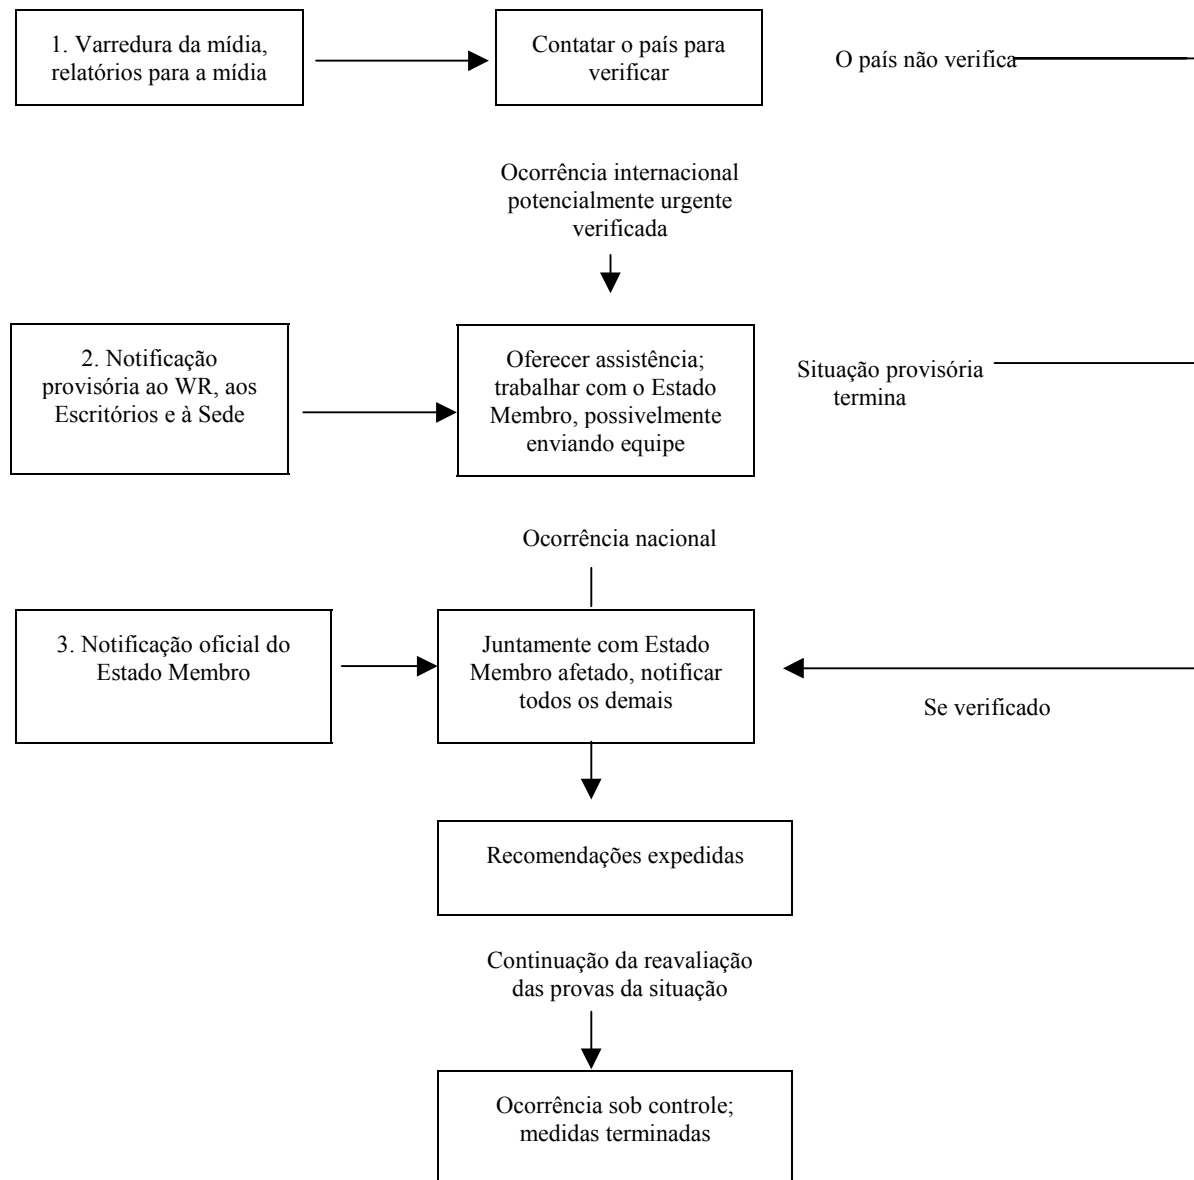 1. Varredura da mídia,
relatórios para a mídia
Contatar o país para
verificar
O país não verifica
Ocorrência internacional
potencialmente urgente
verificada
2. Notificação
provisória ao WR, aos
Escritórios e à Sede
Oferecer assistência;
trabalhar com o Estado
Membro, possivelmente
enviando equipe
Situação provisória
termina
Ocorrência nacional
3. Notificação oficial do
Estado Membro
Juntamente com Estado
Membro afetado, notificar
todos os demais
Se verificado
Recomendações expedidas
Continuação da reavaliação
das provas da situação
Ocorrência sob controle;
medidas terminadas